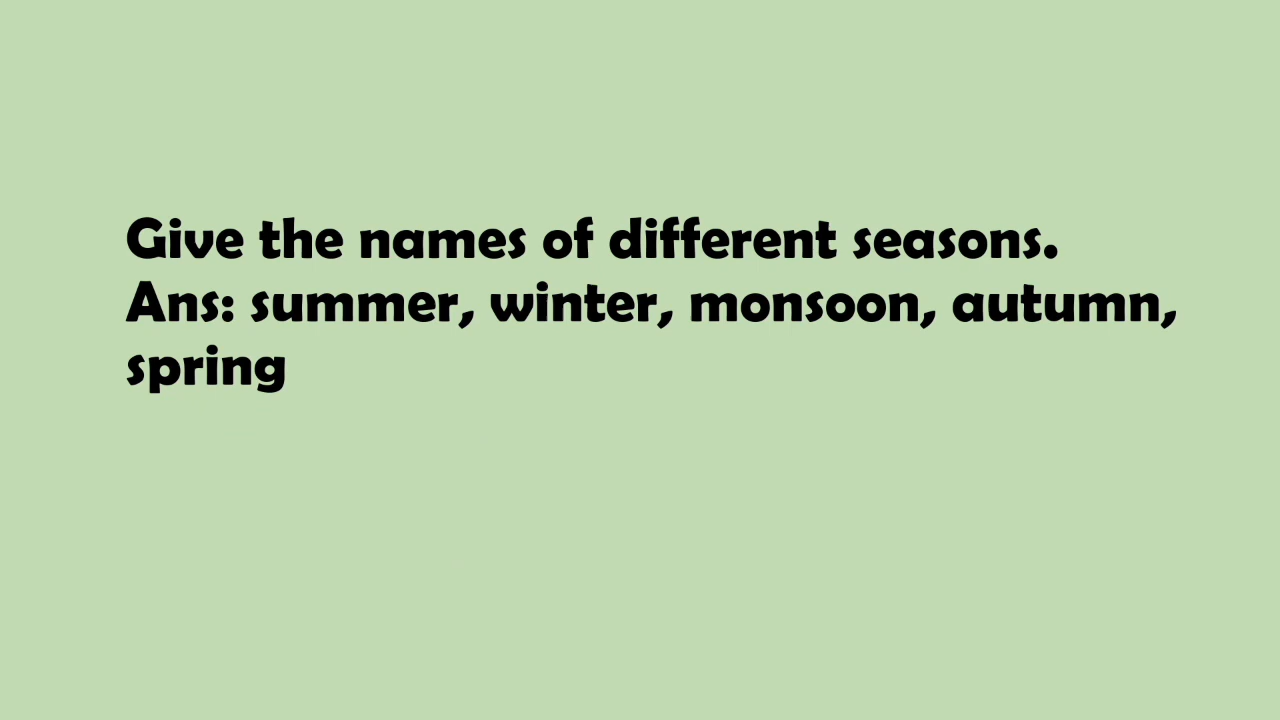 Give the names of different seasons.
Ans: summer, winter, monsoon, autumn,
spring